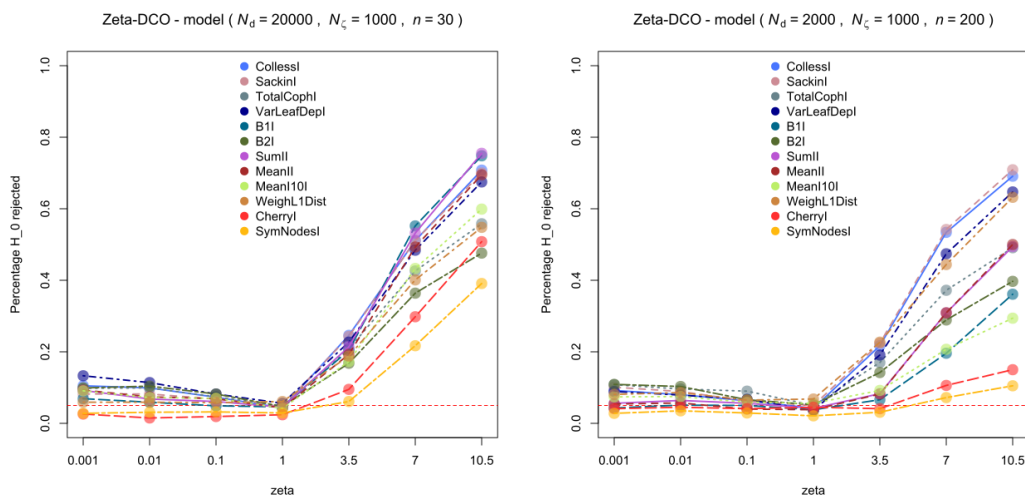 Zeta-DCO - model ( N_d = 20000 , N_ζ = 1000 , n = 30 )
Percentage H_0 rejected
1.0
0.8
0.6
0.4
0.2
0.0
CollessI
SackinI
TotalCophI
VarLeafDepI
B1I
B2I
SumII
MeanII
MeanI10I
WeighL1Dist
CherryI
SymNodesI
0.001 0.01 0.1 1 3.5 7 10.5
zeta
Zeta-DCO - model ( N_d = 2000 , N_ζ = 1000 , n = 200 )
Percentage H_0 rejected
1.0
0.8
0.6
0.4
0.2
0.0
CollessI
SackinI
TotalCophI
VarLeafDepI
B1I
B2I
SumII
MeanII
MeanI10I
WeighL1Dist
CherryI
SymNodesI
0.001 0.01 0.1 1 3.5 7 10.5
zeta